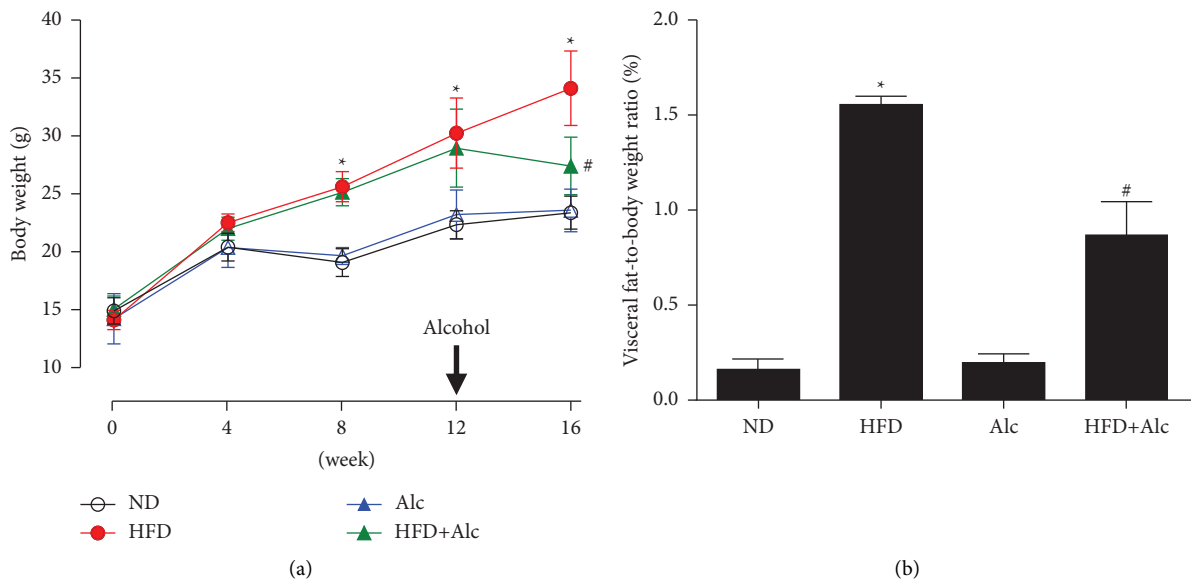 Body weight (g)
40
35
30
25
20
15
10
*
*
*
#
Alcohol
0 4 8 12 16
(week)
ND
HFD
Alc
HFD+Alc
(a)
Visceral fat-to-body weight ratio (%)
2.0
1.5
1.0
0.5
0.0
*
#
ND HFD Alc HFD+Alc
(b)